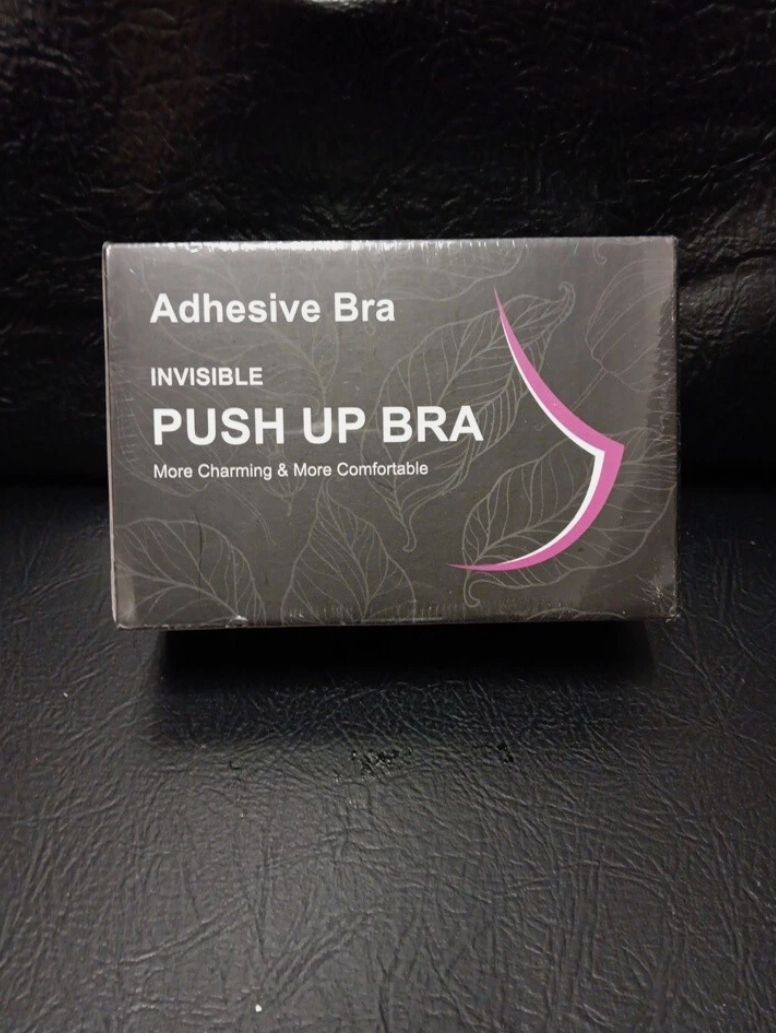 Adhesive Bra
INVISIBLE
PUSH UP BRA
More Charming & More Comfortable